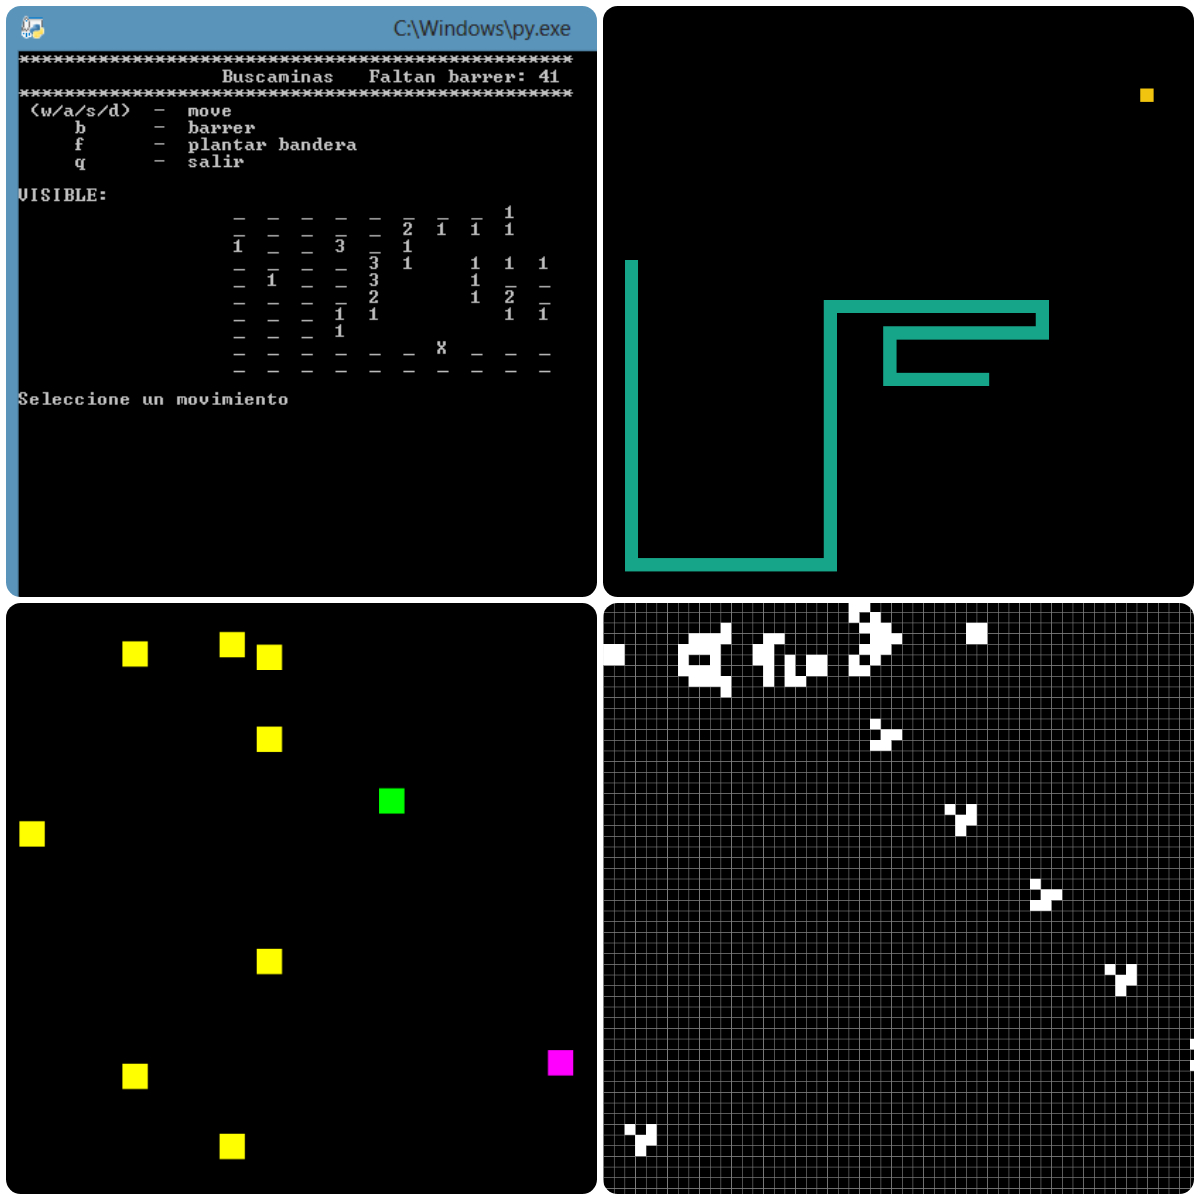 C:\Windows\py.exe
*************************************************
Buscaminas   Faltan barrer: 41
*************************************************
(w/a/s/d)  -  move
b      -  barrer
f      -  plantar bandera
q      -  salir
VISIBLE:
_  _  _  _  _  _  _  _  1
_  _  _  _  _  2  1  1  1
1  _  _  3  _  1
_  _  _  _  3  1     1  1  1
_  1  _  _  3        1  _  _
_  _  _  _  2        1  2  _
_  _  _  1  1           1  1
_  _  _  1
_  _  _  _  _  _  X  _  _  _
_  _  _  _  _  _  _  _  _  _
Seleccione un movimiento